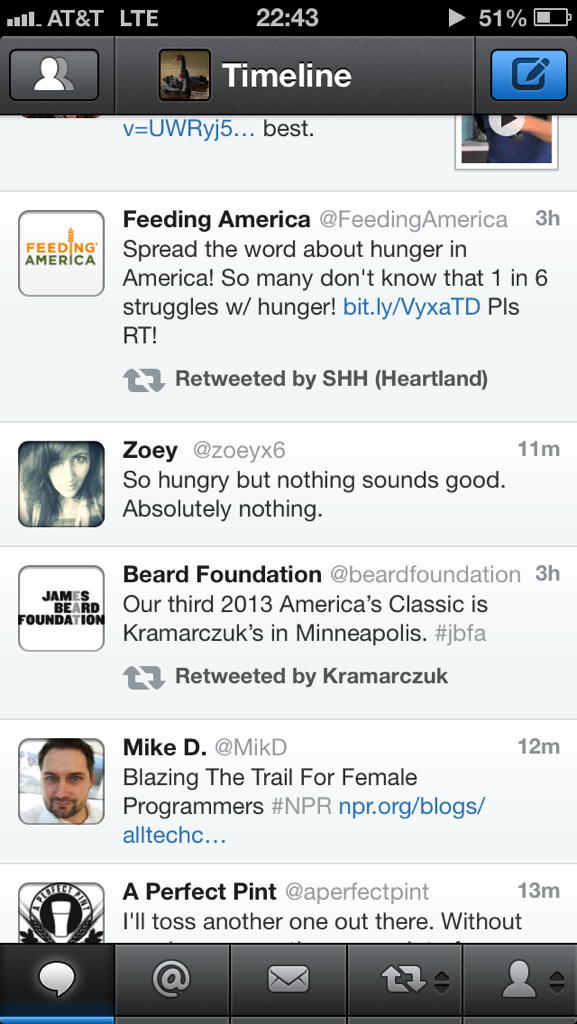 AT&T LTE 22:43 51%
Timeline
v=UWRyj5… best.
FEEDING
AMERICA
Feeding America @FeedingAmerica 3h
Spread the word about hunger in
America! So many don't know that 1 in 6
struggles w/ hunger! bit.ly/VyxaTD Pls
RT!
Retweeted by SHH (Heartland)
Zoey @zoeyx6 11m
So hungry but nothing sounds good.
Absolutely nothing.
JAMES
BEARD
FOUNDATION
Beard Foundation @beardfoundation 3h
Our third 2013 America’s Classic is
Kramarczuk’s in Minneapolis. #jbfa
Retweeted by Kramarczuk
Mike D. @MikD 12m
Blazing The Trail For Female
Programmers #NPR npr.org/blogs/
alltechc…
A PERFECT PINT
A Perfect Pint @aperfectpint 13m
I'll toss another one out there. Without
@